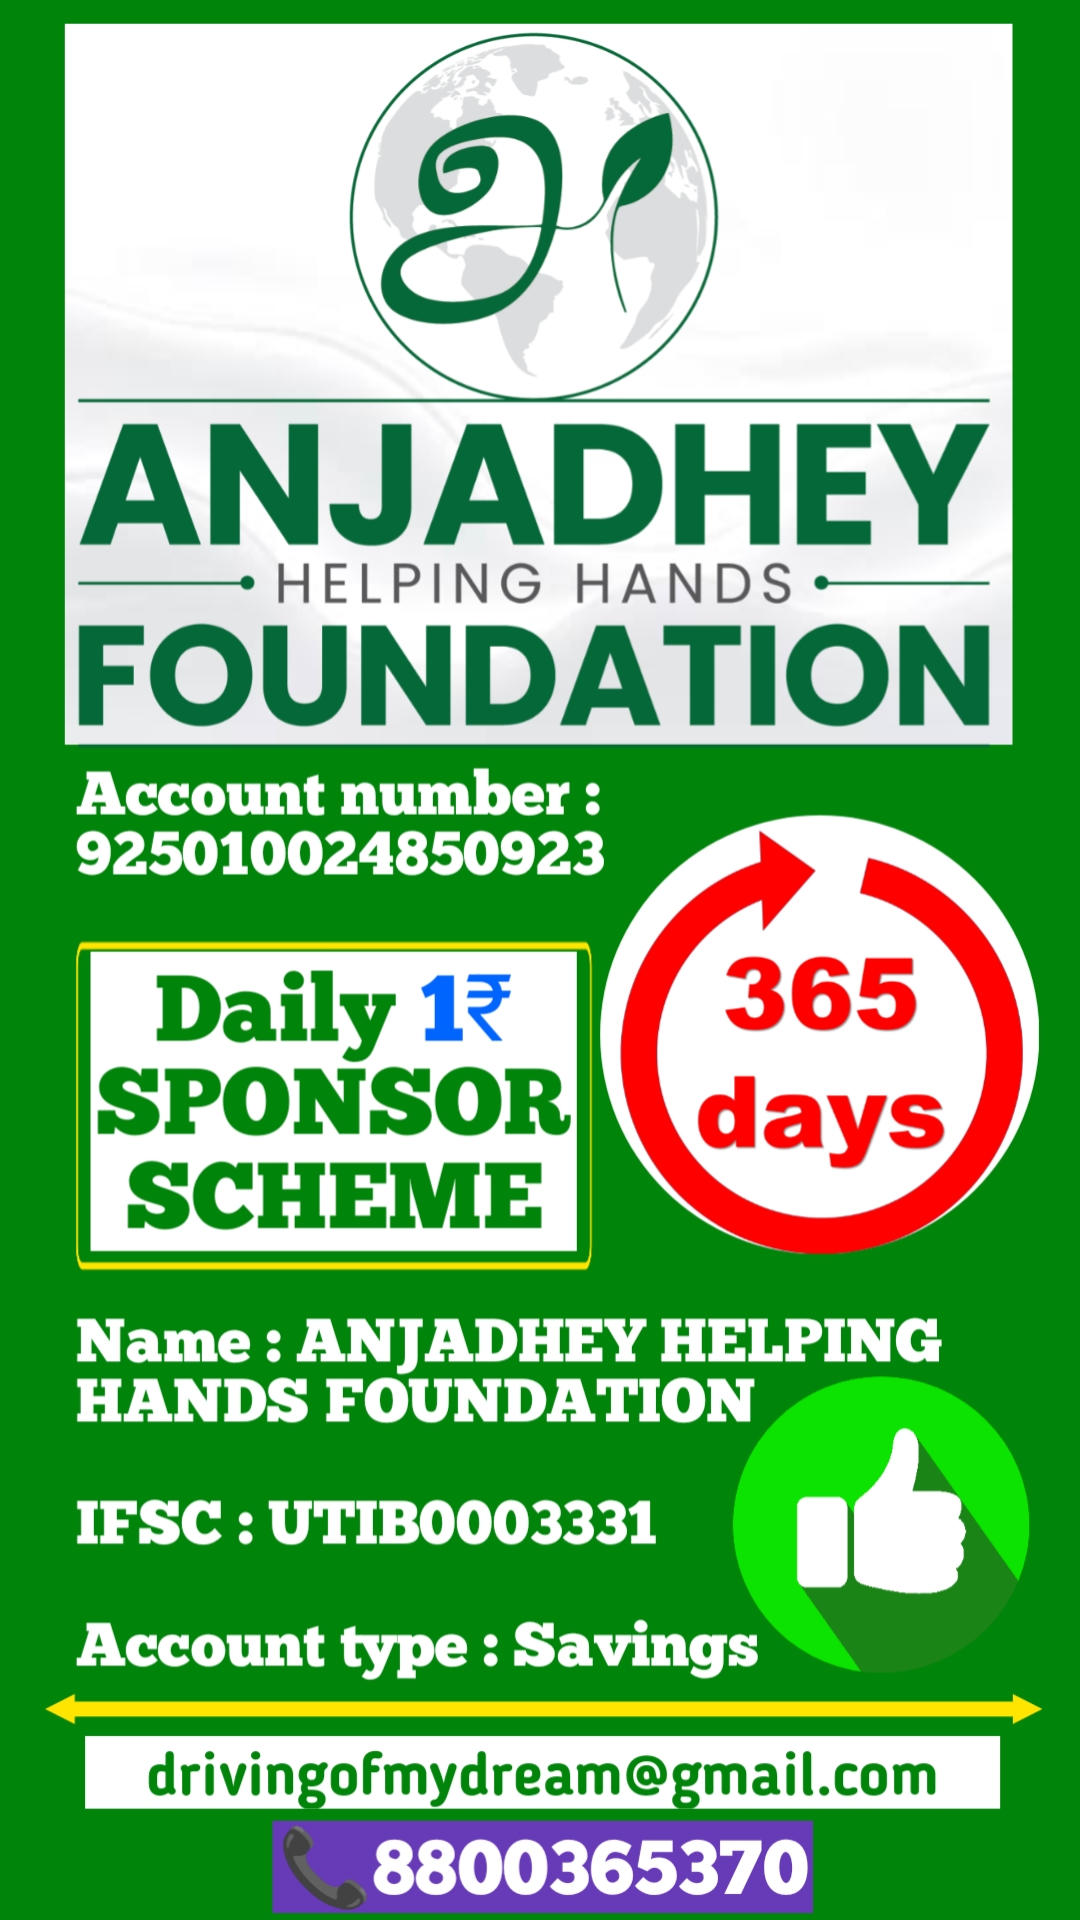 ANJADHEY
HELPING HANDS
FOUNDATION
Account number :
925010024850923
Daily 1₹
SPONSOR
SCHEME
365
days
Name : ANJADHEY HELPING
HANDS FOUNDATION
IFSC : UTIB0003331
Account type : Savings
drivingofmydream@gmail.com
8800365370